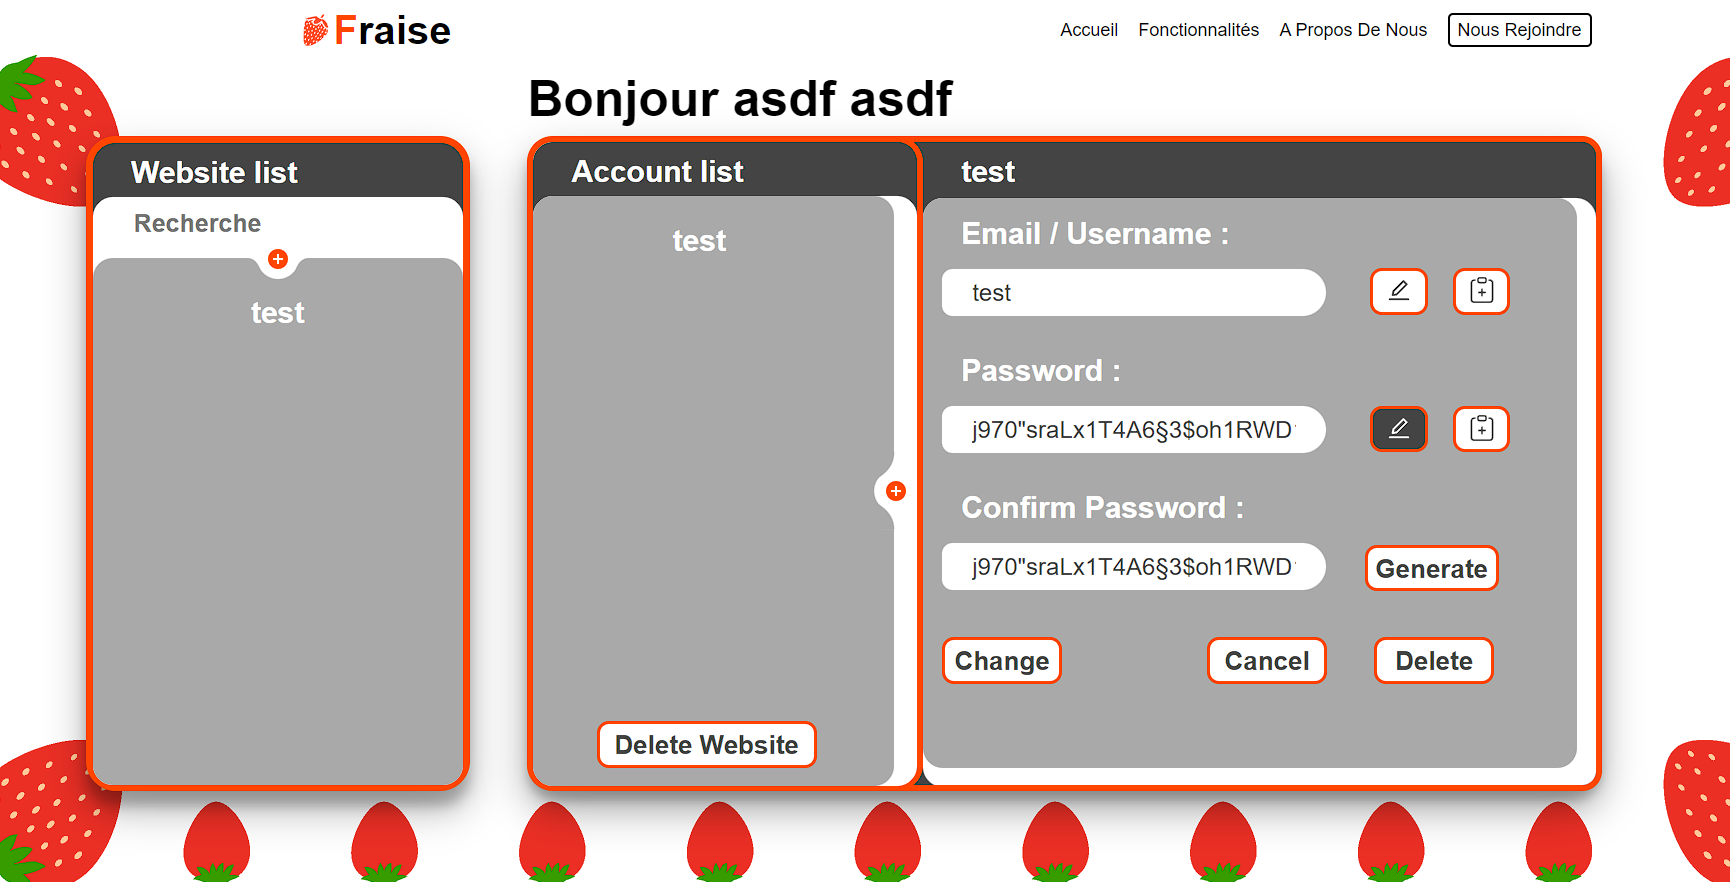 Fraise
Accueil Fonctionnalités A Propos De Nous Nous Rejoindre
Bonjour asdf asdf
Website list
Recherche
test
Account list
test
Delete Website
test
Email / Username :
test
Password :
j970"sraLx1T4A6§3$oh1RWD
Confirm Password :
j970"sraLx1T4A6§3$oh1RWD
Generate
Change Cancel Delete